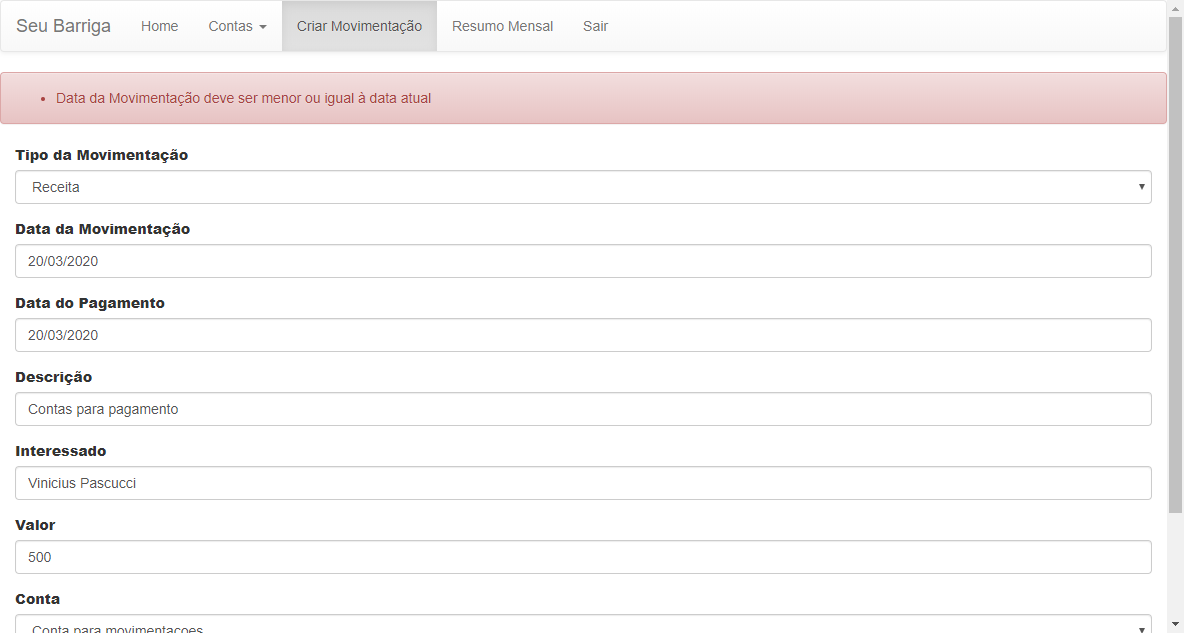 Seu Barriga Home Contas Criar Movimentação Resumo Mensal Sair
Data da Movimentação deve ser menor ou igual à data atual
Tipo da Movimentação
Receita
Data da Movimentação
20/03/2020
Data do Pagamento
20/03/2020
Descrição
Contas para pagamento
Interessado
Vinicius Pascucci
Valor
500
Conta
Conta para movimentacoes